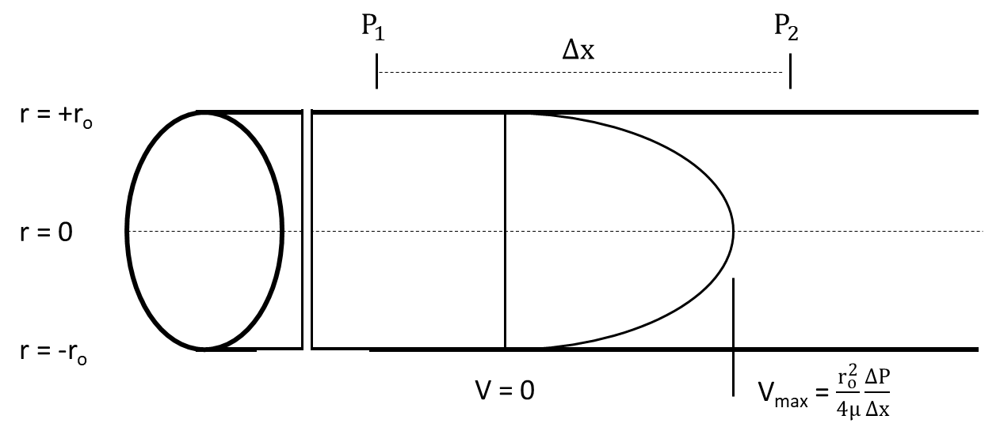 P₁
P₂
Δx
r = +rₒ
r = 0
r = -rₒ
V = 0
Vmax = rₒ²/4μ ΔP/Δx